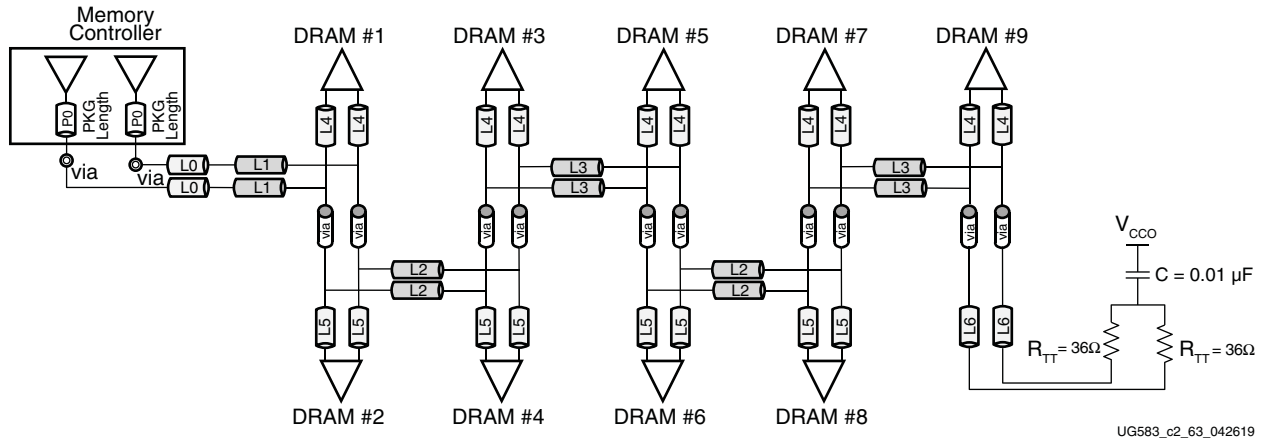 Memory
Controller
DRAM #1
DRAM #3
DRAM #5
DRAM #7
DRAM #9
P0
PKG
Length
P0
PKG
Length
L4
L4
L4
L4
L4
L4
L4
L4
L4
L4
via
via
L0
L1
L0
L1
L3
L3
L3
L3
via
via
via
via
via
via
via
via
via
via
L2
L2
L2
L2
L5
L5
L5
L5
L5
L5
L5
L5
L6
L6
VCCO
C = 0.01 µF
RTT = 36Ω
RTT = 36Ω
DRAM #2
DRAM #4
DRAM #6
DRAM #8
UG583_c2_63_042619